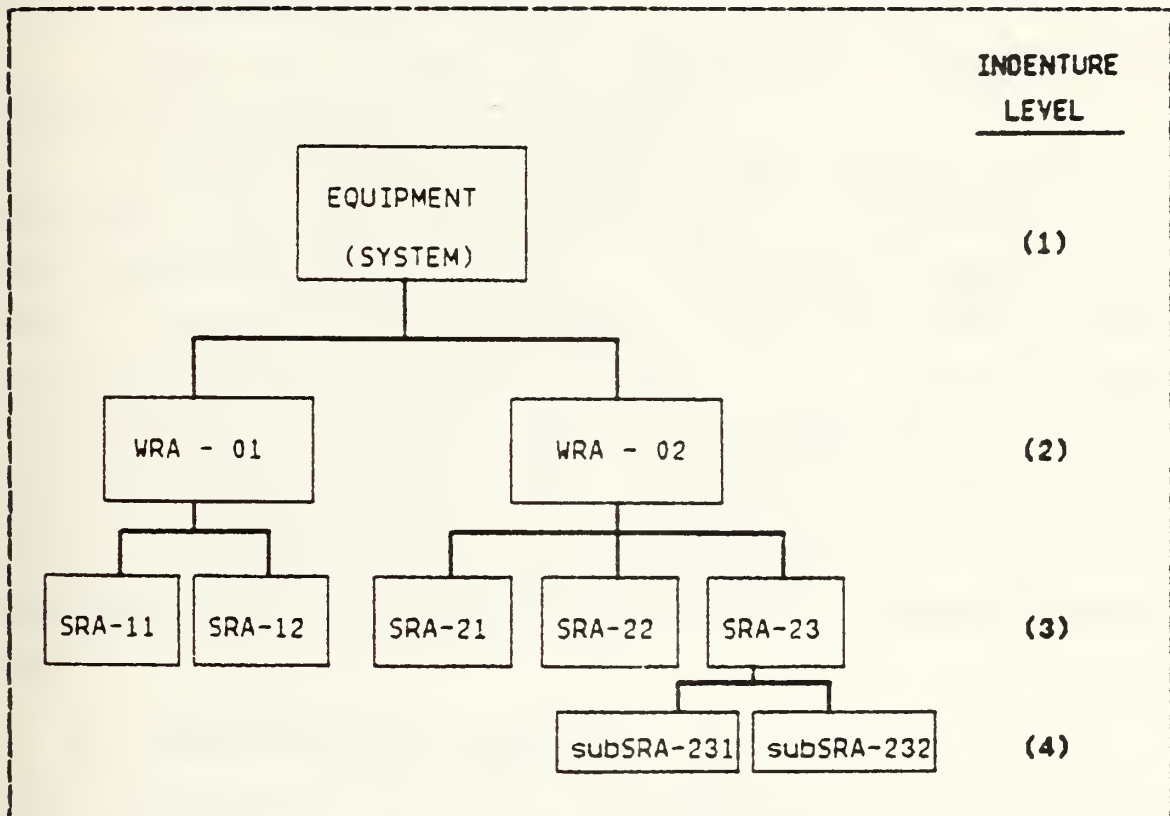 INDENTURE
LEVEL
EQUIPMENT
(SYSTEM)
(1)
WRA - 01
WRA - 02
(2)
SRA-11
SRA-12
SRA-21
SRA-22
SRA-23
(3)
subSRA-231
subSRA-232
(4)